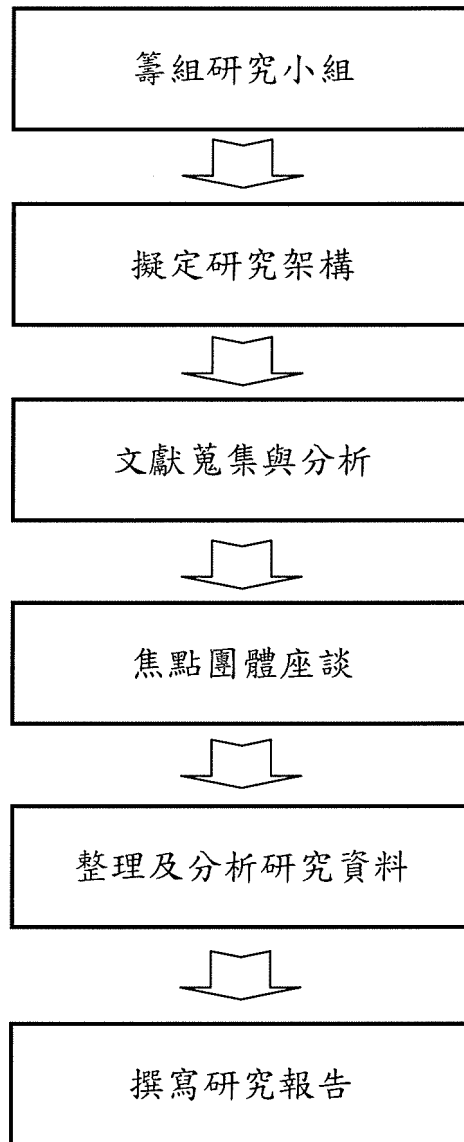 籌組研究小組
擬定研究架構
文獻蒐集與分析
焦點團體座談
整理及分析研究資料
撰寫研究報告